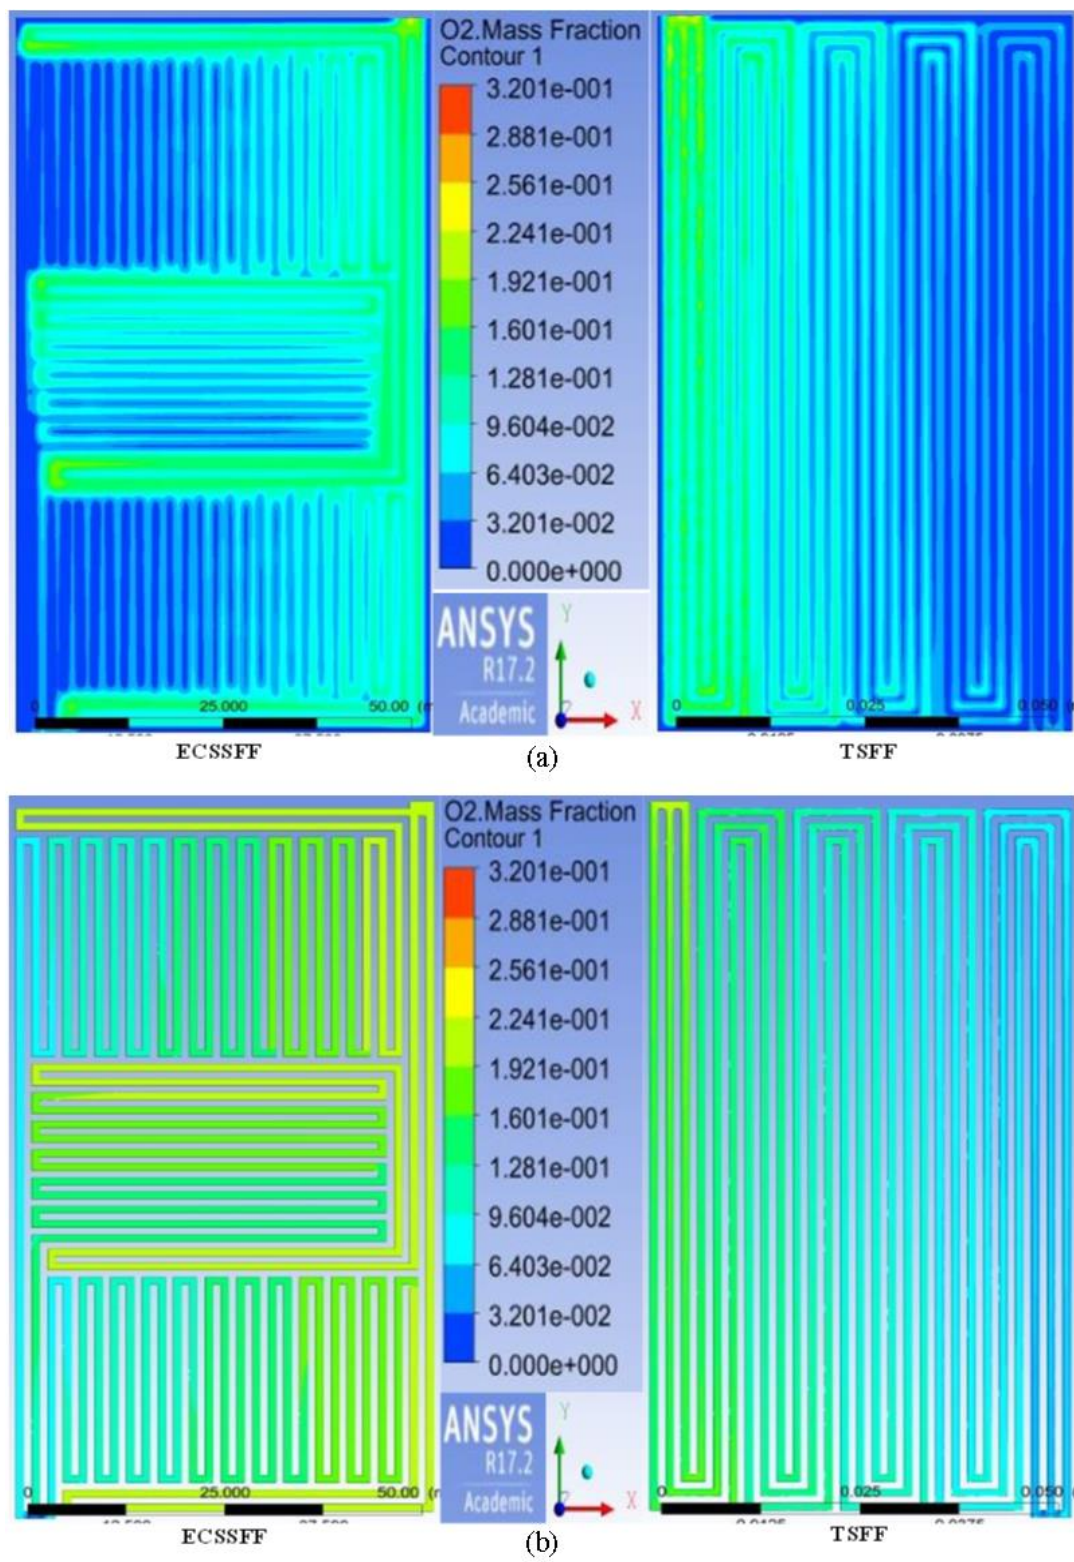 O2.Mass Fraction
Contour 1
3.201e-001
2.881e-001
2.561e-001
2.241e-001
1.921e-001
1.601e-001
1.281e-001
9.604e-002
6.403e-002
3.201e-002
0.000e+000
ANSYS
R17.2
Academic
Y
X
Z
0 25.000 50.00 (m
0 0.025 0.050 (
ECSSFF
TSFF
(a)
O2.Mass Fraction
Contour 1
3.201e-001
2.881e-001
2.561e-001
2.241e-001
1.921e-001
1.601e-001
1.281e-001
9.604e-002
6.403e-002
3.201e-002
0.000e+000
ANSYS
R17.2
Academic
Y
X
Z
0 25.000 50.00 (m
0 0.025 0.050 (
ECSSFF
TSFF
(b)